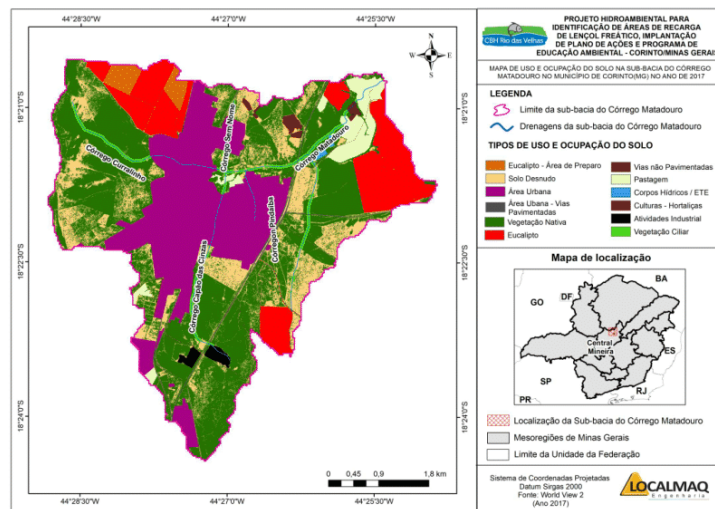 44°28'30"W
44°27'0"W
44°25'30"W
18°21'0"S
18°22'30"S
18°24'0"S
N
W
E
S
Córrego Curralinho
Córrego Sem Nome
Córrego Matadouro
Córrego Pindaíba
Córrego Capão das Cinzas
18°21'0"S
18°22'30"S
18°24'0"S
0 0,45 0,9 1,8 km
44°28'30"W
44°27'0"W
44°25'30"W
CBH Rio das Velhas
PROJETO HIDROAMBIENTAL PARA
IDENTIFICAÇÃO DE ÁREAS DE RECARGA
DE LENÇOL FREÁTICO, IMPLANTAÇÃO
DE PLANO DE AÇÕES E PROGRAMA DE
EDUCAÇÃO AMBIENTAL - CORINTO/MINAS GERAIS
MAPA DE USO E OCUPAÇÃO DO SOLO NA SUB-BACIA DO CÓRREGO
MATADOURO NO MUNICÍPIO DE CORINTO(MG) NO ANO DE 2017
LEGENDA
Limite da sub-bacia do Córrego Matadouro
Drenagens da sub-bacia do Córrego Matadouro
TIPOS DE USO E OCUPAÇÃO DO SOLO
Eucalipto - Área de Preparo
Solo Desnudo
Área Urbana
Área Ubana - Vias
Pavimentadas
Vegetação Nativa
Eucalipto
Vias não Pavimentadas
Pastagem
Corpos Hídricos / ETE
Culturas - Hortaliças
Atividades Industrial
Vegetação Ciliar
Mapa de localização
BA
GO
DF
Central
Mineira
ES
SP
RJ
PR
Localização da Sub-bacia do Córrego Matadouro
Mesoregiões de Minas Gerais
Limite da Unidade da Federação
Sistema de Coordenadas Projetadas
Datum Sirgas 2000
Fonte: World View 2
(Ano 2017)
LOCALMAQ
Engenharia